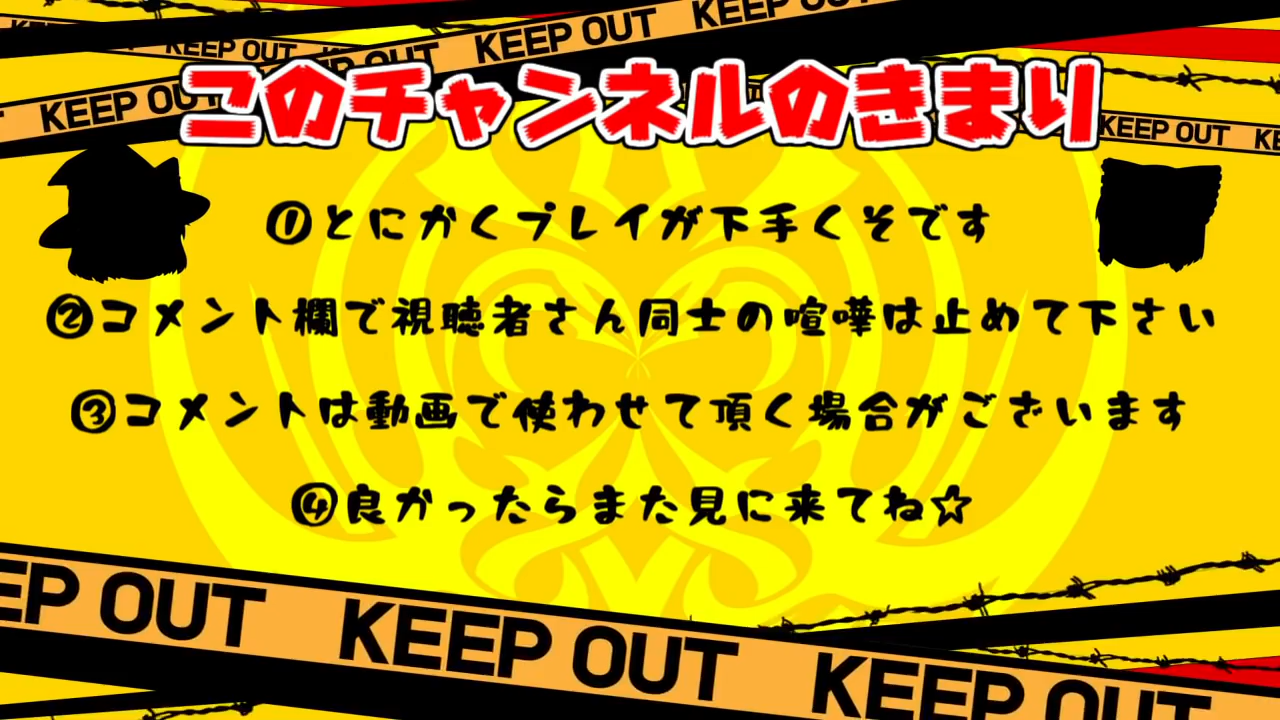 KEEP OUT
KEEP OUT
KEEP OUT
KEEP OUT
このチャンネルのきまり
KEEP OUT
①とにかくプレイが下手くそです
②コメント欄で視聴者さん同士の喧嘩は止めて下さい
③コメントは動画で使わせて頂く場合がございます
④良かったらまた見に来てね☆
EP OUT KEEP OUT KEEP OUT